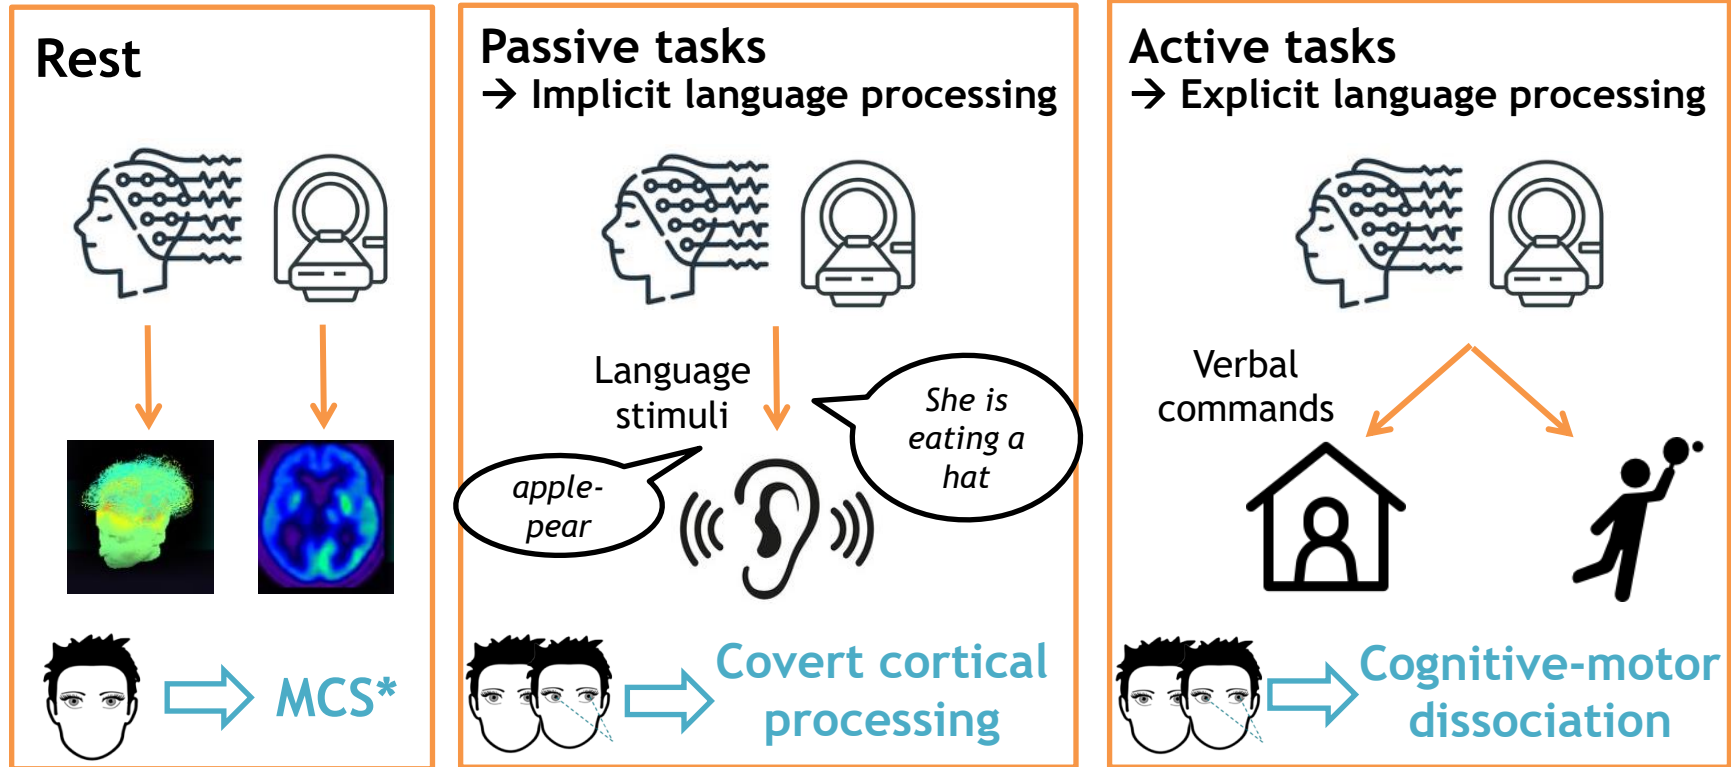 Rest
MCS*
Passive tasks
→ Implicit language processing
Language
stimuli
She is
eating a
hat
apple-
pear
Covert cortical
processing
Active tasks
→ Explicit language processing
Verbal
commands
Cognitive-motor
dissociation